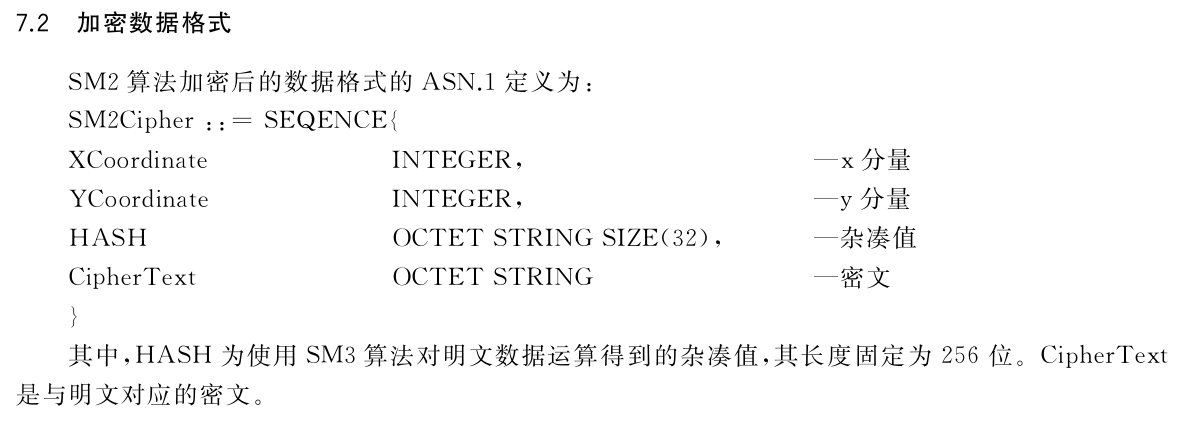 7.2 加密数据格式
SM2 算法加密后的数据格式的 ASN.1 定义为：
SM2Cipher ：：＝ SEQENCE{
XCoordinate INTEGER， —x 分量
YCoordinate INTEGER， —y 分量
HASH OCTET STRING SIZE(32)， —杂凑值
CipherText OCTET STRING —密文
}
其中，HASH 为使用 SM3 算法对明文数据运算得到的杂凑值，其长度固定为 256 位。CipherText
是与明文对应的密文。